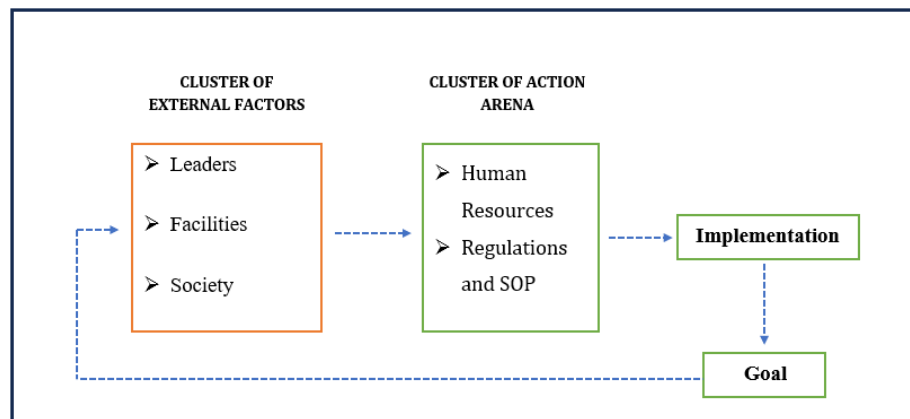 CLUSTER OF
EXTERNAL FACTORS
Leaders
Facilities
Society
CLUSTER OF ACTION
ARENA
Human
Resources
Regulations
and SOP
Implementation
Goal